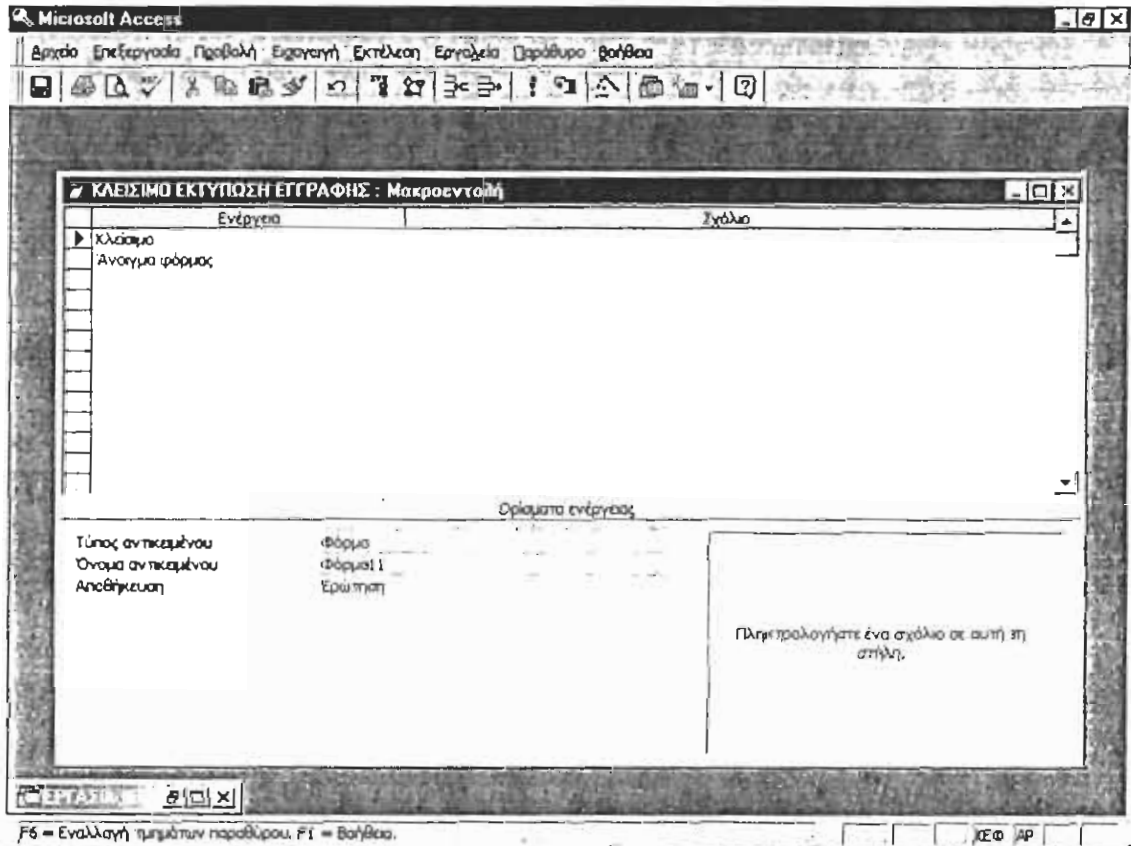 Microsoft Access
Αρχείο Επεξεργασία Προβολή Εισαγωγή Εκτέλεση Εργαλεία Παράθυρο Βοήθεια
ΚΛΕΙΣΙΜΟ ΕΚΤΥΠΩΣΗ ΕΓΓΡΑΦΗΣ : Μακροεντολή
Ενέργεια Σχόλιο
Κλείσιμο
Άνοιγμα φόρμας
Ορίσματα ενέργειας
Τύπος αντικειμένου Φόρμα
Όνομα αντικειμένου Φόρμα11
Αποθήκευση Ερώτηση
Πληκτρολογήστε ένα σχόλιο σε αυτή τη
στήλη.
F6 = Εναλλαγή τμημάτων παραθύρου. F1 = Βοήθεια. ΚΕΦ ΑΡ